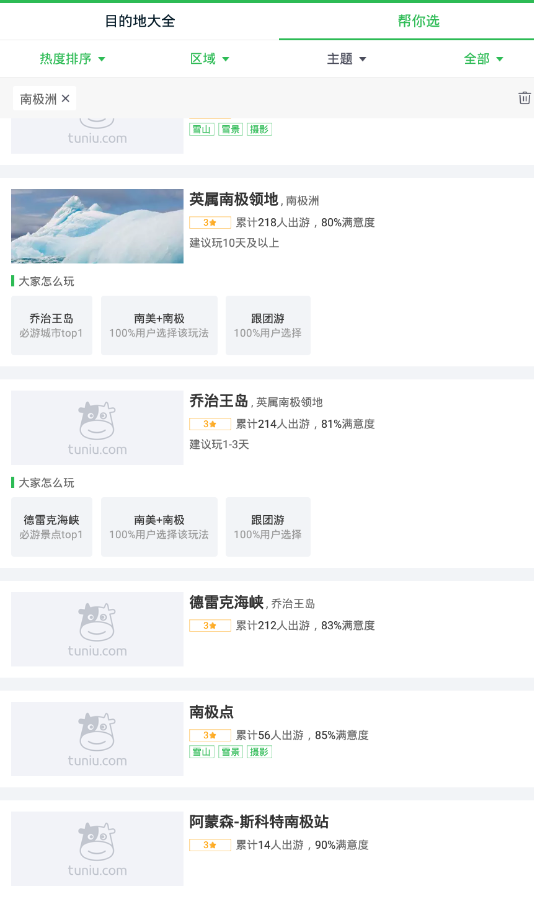 目的地大全
帮你选
热度排序
区域
主题
全部
南极洲 ×
雪山 雪景 摄影
tuniu.com
英属南极领地 , 南极洲
3★ 累计218人出游，80%满意度
建议玩10天及以上
大家怎么玩
乔治王岛
必游城市top1
南美+南极
100%用户选择该玩法
跟团游
100%用户选择
tuniu.com
乔治王岛 , 英属南极领地
3★ 累计214人出游，81%满意度
建议玩1-3天
大家怎么玩
德雷克海峡
必游景点top1
南美+南极
100%用户选择该玩法
跟团游
100%用户选择
tuniu.com
德雷克海峡 , 乔治王岛
3★ 累计212人出游，83%满意度
tuniu.com
南极点
3★ 累计56人出游，85%满意度
雪山 雪景 摄影
tuniu.com
阿蒙森-斯科特南极站
3★ 累计14人出游，90%满意度